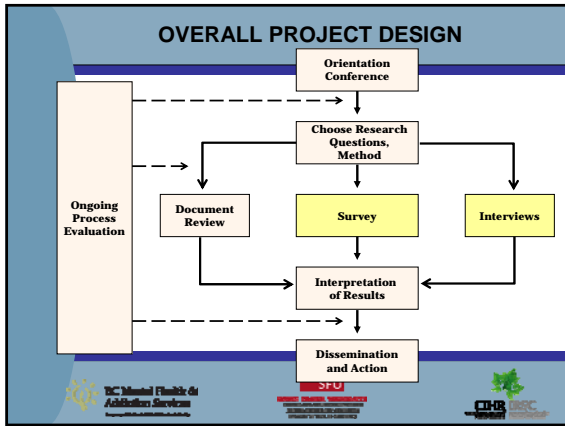 OVERALL PROJECT DESIGN
Orientation
Conference
Choose Research
Questions,
Method
Ongoing
Process
Evaluation
Document
Review
Survey
Interviews
Interpretation
of Results
Dissemination
and Action
BC Mental Health &
Addiction Services
SFU
CIHR IRSC